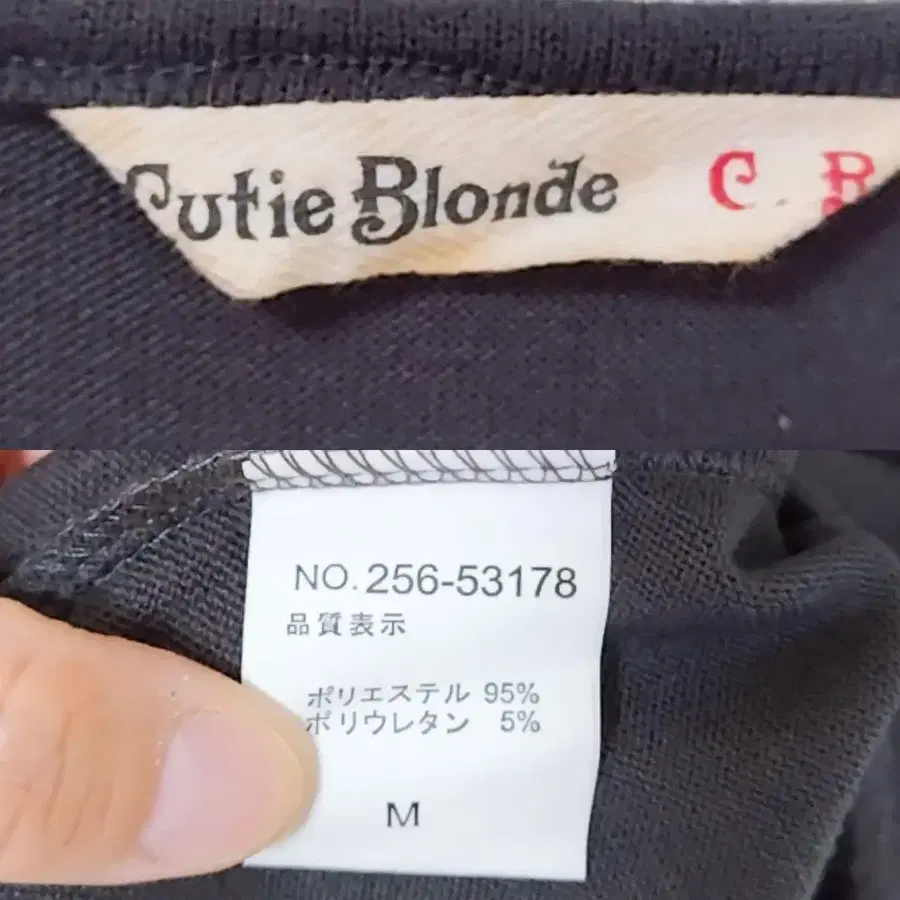 Cutie Blonde C.B
NO.256-53178
品質表示
ポリエステル 95%
ポリウレタン 5%
M